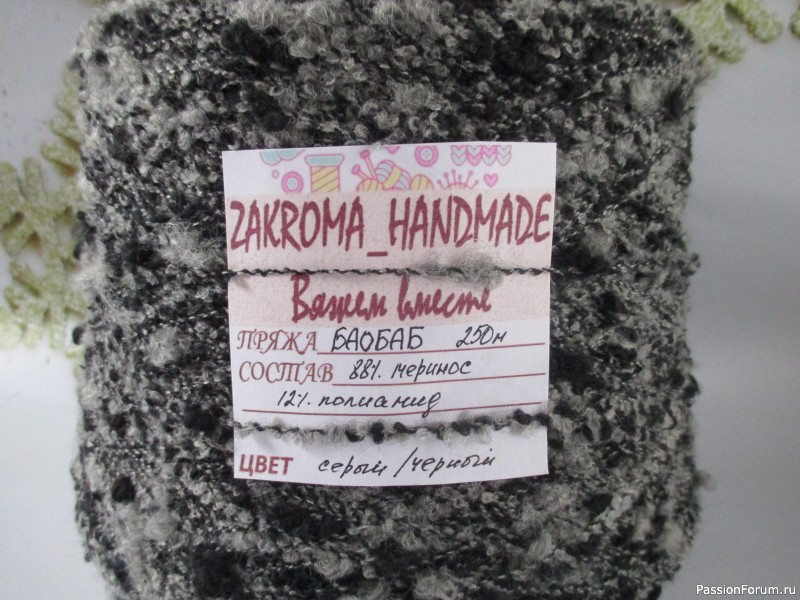 ZAKROMA_HANDMADE
Вяжем вместе
ПРЯЖА БАОБАБ 250м
СОСТАВ 88%. меринос
12%. полиамид
ЦВЕТ серый/черный
PassionForum.ru